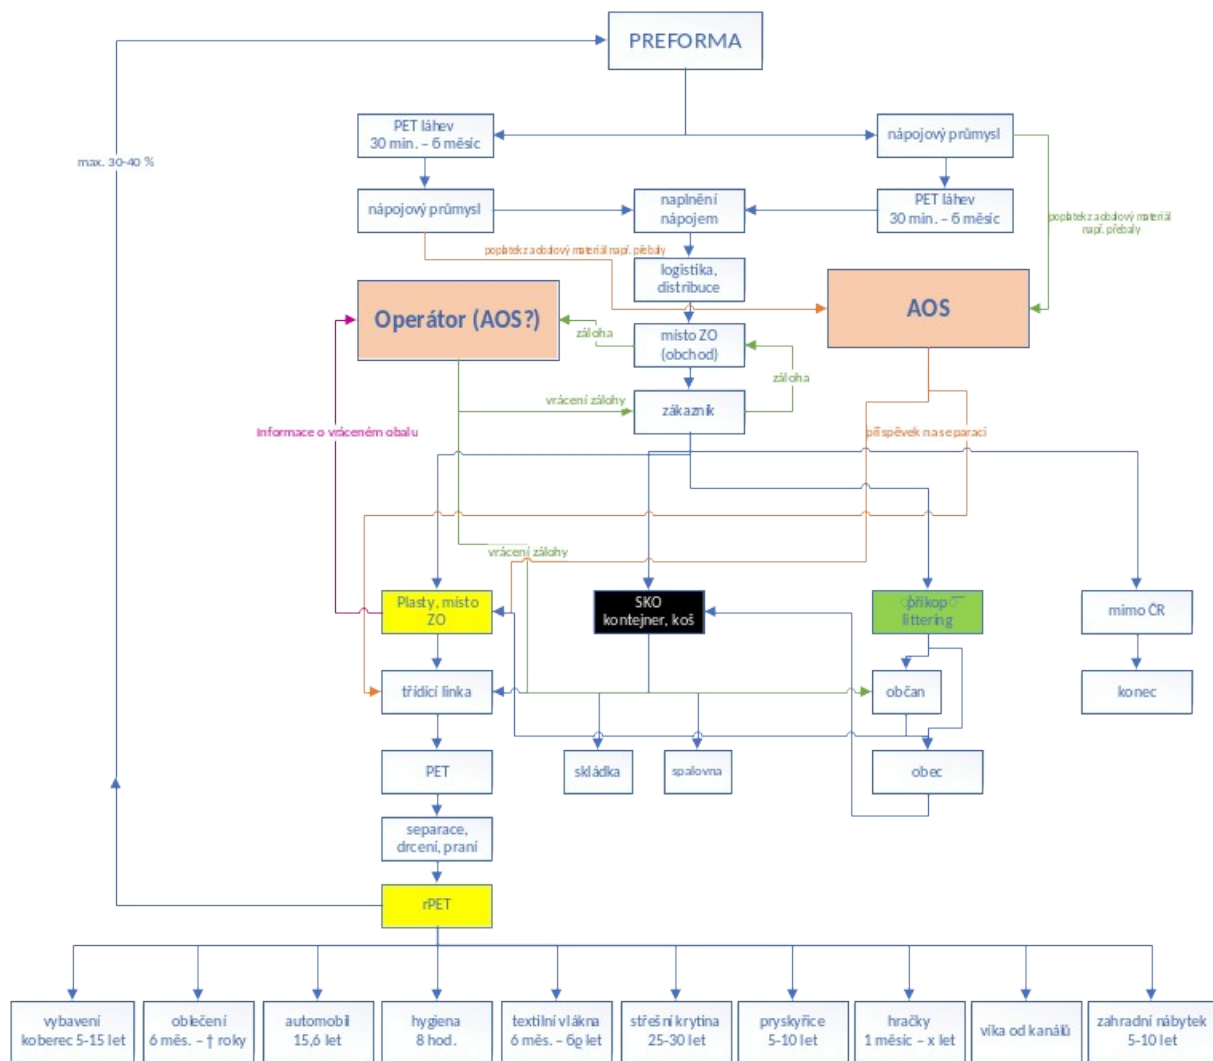 PREFORMA
max. 30-40 %
PET láhev
30 min. – 6 měsíc
nápojový průmysl
nápojový průmysl
naplnění
nápojem
PET láhev
30 min. – 6 měsíc
poplatek z a obalový materiál
např. přebaly
poplatek z a obalový materiál např. přebaly
logistika,
distribuce
Operátor (AOS?)
AOS
záloha
místo ZO
(obchod)
záloha
vrácení zálohy
zákazník
Informace o vráceném obalu
příspěvek na separaci
vrácení zálohy
Plasty, místo
ZO
SKO
kontejner, koš
příkop
littering
mimo ČR
třídící linka
občan
konec
PET
skládka
spalovna
obec
separace,
drcení, praní
rPET
vybavení
koberec 5-15 let
oblečení
6 měs. – † roky
automobil
15,6 let
hygiena
8 hod.
textilní vlákna
6 měs. – let
střešní krytina
25-30 let
pryskyřice
5-10 let
hračky
1 měsíc – x let
víka od kanálů
zahradní nábytek
5-10 let